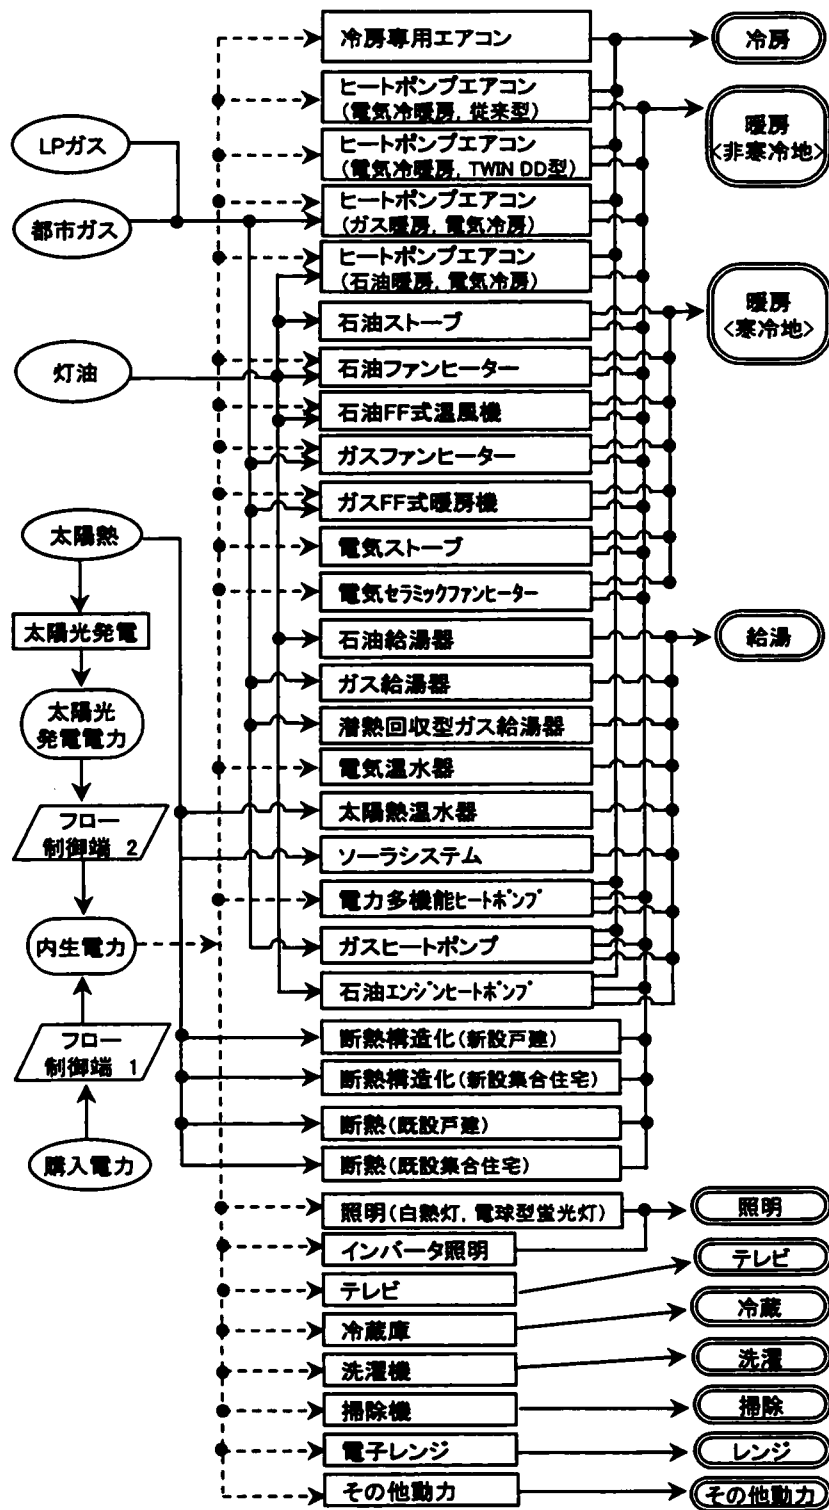 LPガス
都市ガス
灯油
太陽熱
太陽光発電
太陽光
発電電力
フロー
制御端 2
内生電力
フロー
制御端 1
購入電力
冷房専用エアコン
ヒートポンプエアコン
(電気冷暖房, 従来型)
ヒートポンプエアコン
(電気冷暖房, TWIN DD型)
ヒートポンプエアコン
(ガス暖房, 電気冷房)
ヒートポンプエアコン
(石油暖房, 電気冷房)
石油ストーブ
石油ファンヒーター
石油FF式温風機
ガスファンヒーター
ガスFF式暖房機
電気ストーブ
電気セラミックファンヒーター
石油給湯器
ガス給湯器
潜熱回収型ガス給湯器
電気温水器
太陽熱温水器
ソーラシステム
電力多機能ヒートポンプ
ガスヒートポンプ
石油エンジンヒートポンプ
断熱構造化(新設戸建)
断熱構造化(新設集合住宅)
断熱(既設戸建)
断熱(既設集合住宅)
照明(白熱灯, 電球型蛍光灯)
インバータ照明
テレビ
冷蔵庫
洗濯機
掃除機
電子レンジ
その他動力
冷房
暖房
<非寒冷地>
暖房
<寒冷地>
給湯
照明
テレビ
冷蔵
洗濯
掃除
レンジ
その他動力